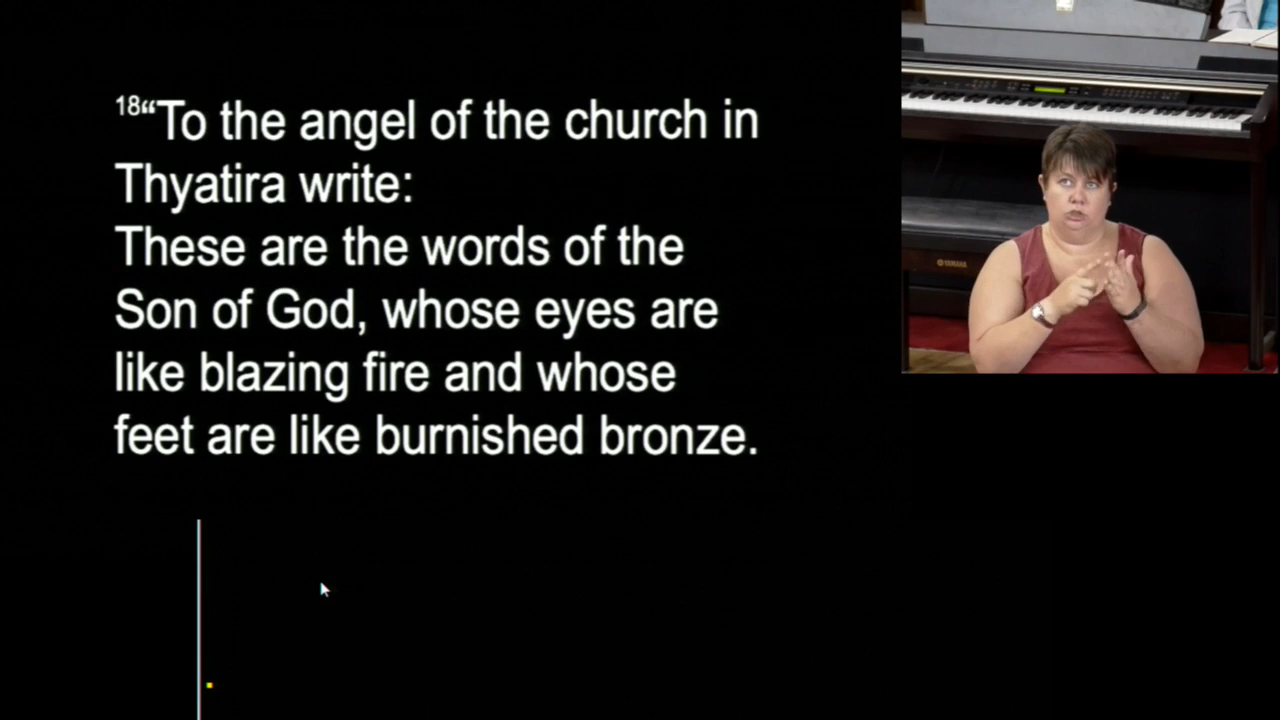 18“To the angel of the church in
Thyatira write:
These are the words of the
Son of God, whose eyes are
like blazing fire and whose
feet are like burnished bronze.
YAMAHA